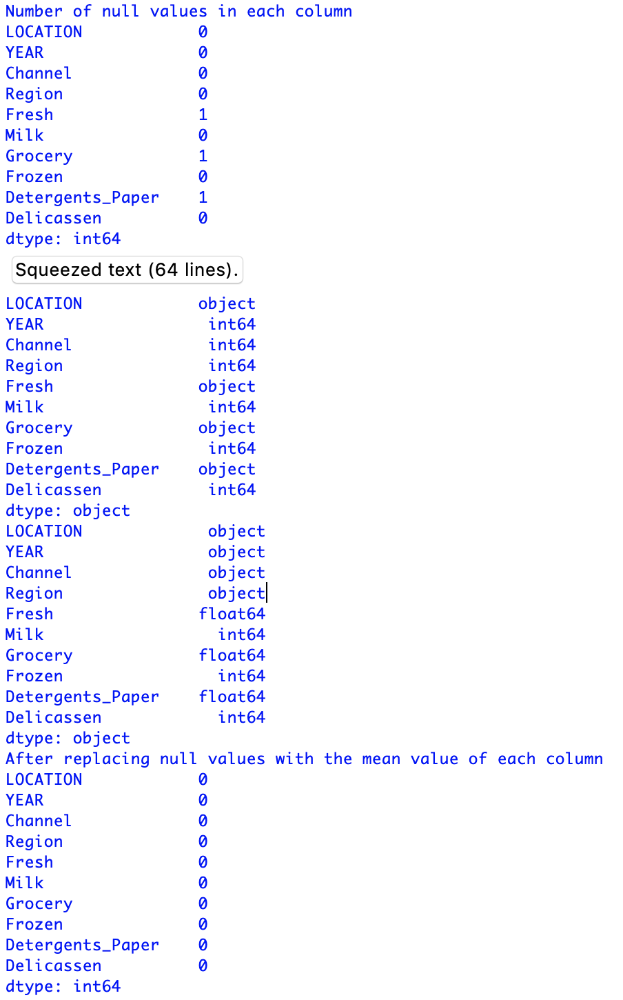 Number of null values in each column
LOCATION 0
YEAR 0
Channel 0
Region 0
Fresh 1
Milk 0
Grocery 1
Frozen 0
Detergents_Paper 1
Delicassen 0
dtype: int64
Squeezed text (64 lines).
LOCATION object
YEAR int64
Channel int64
Region int64
Fresh object
Milk int64
Grocery object
Frozen int64
Detergents_Paper object
Delicassen int64
dtype: object
LOCATION object
YEAR object
Channel object
Region object
Fresh float64
Milk int64
Grocery float64
Frozen int64
Detergents_Paper float64
Delicassen int64
dtype: object
After replacing null values with the mean value of each column
LOCATION 0
YEAR 0
Channel 0
Region 0
Fresh 0
Milk 0
Grocery 0
Frozen 0
Detergents_Paper 0
Delicassen 0
dtype: int64